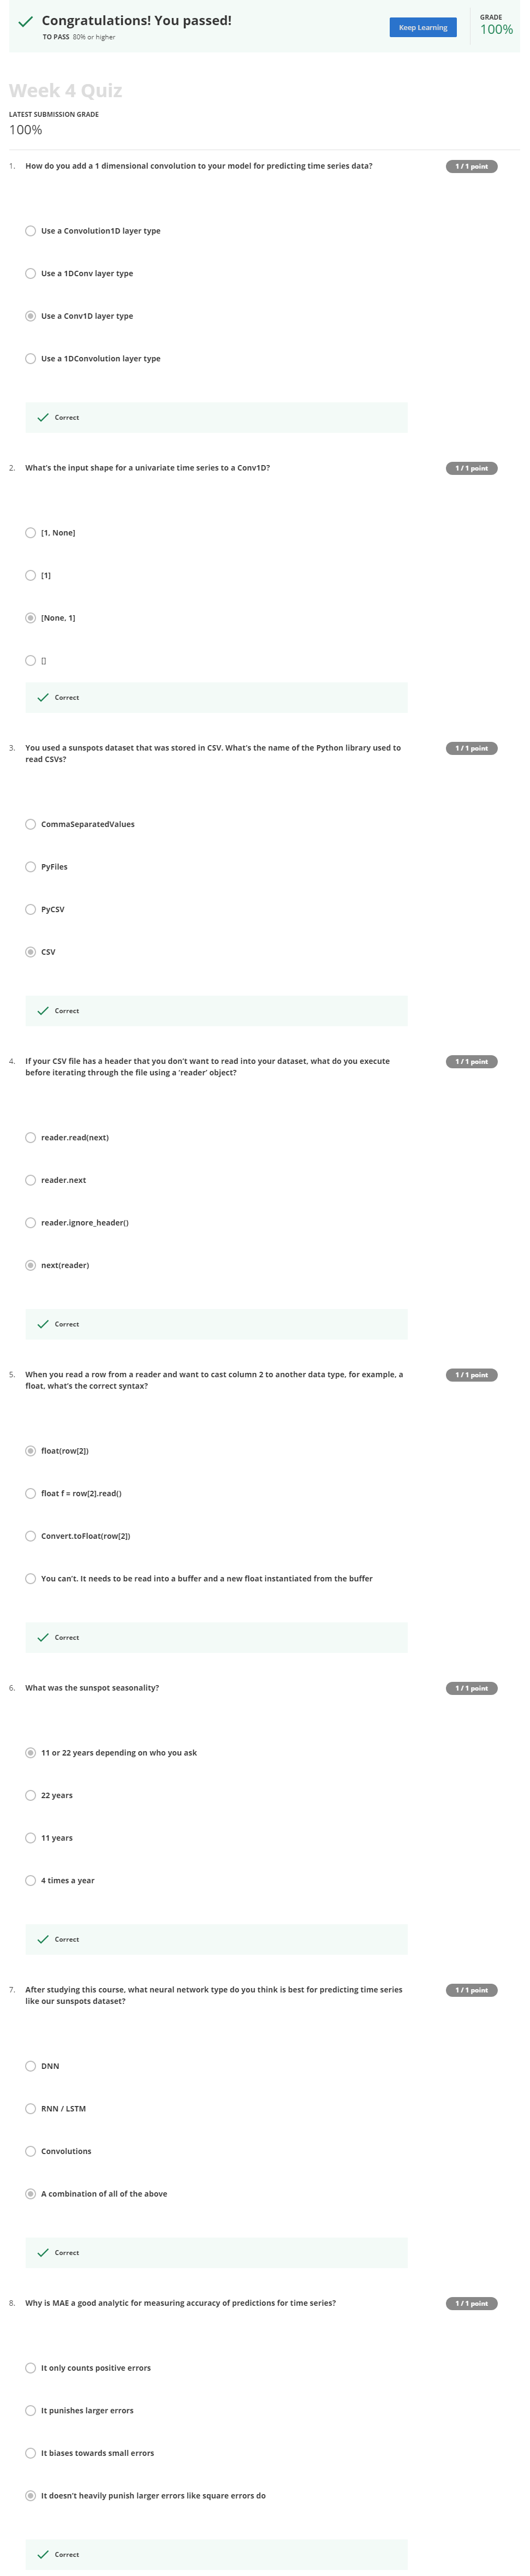 Congratulations! You passed!
TO PASS 80% or higher
Keep Learning
GRADE
100%
Week 4 Quiz
LATEST SUBMISSION GRADE
100%
1. How do you add a 1 dimensional convolution to your model for predicting time series data?
1 / 1 point
Use a Convolution1D layer type
Use a 1DConv layer type
Use a Conv1D layer type
Use a 1DConvolution layer type
Correct
2. What's the input shape for a univariate time series to a Conv1D?
1 / 1 point
[1, None]
[1]
[None, 1]
[]
Correct
3. You used a sunspots dataset that was stored in CSV. What's the name of the Python library used to
read CSVs?
1 / 1 point
CommaSeparatedValues
PyFiles
PyCSV
CSV
Correct
4. If your CSV file has a header that you don't want to read into your dataset, what do you execute
before iterating through the file using a 'reader' object?
1 / 1 point
reader.read(next)
reader.next
reader.ignore_header()
next(reader)
Correct
5. When you read a row from a reader and want to cast column 2 to another data type, for example, a
float, what's the correct syntax?
1 / 1 point
float(row[2])
float f = row[2].read()
Convert.toFloat(row[2])
You can't. It needs to be read into a buffer and a new float instantiated from the buffer
Correct
6. What was the sunspot seasonality?
1 / 1 point
11 or 22 years depending on who you ask
22 years
11 years
4 times a year
Correct
7. After studying this course, what neural network type do you think is best for predicting time series
like our sunspots dataset?
1 / 1 point
DNN
RNN / LSTM
Convolutions
A combination of all of the above
Correct
8. Why is MAE a good analytic for measuring accuracy of predictions for time series?
1 / 1 point
It only counts positive errors
It punishes larger errors
It biases towards small errors
It doesn't heavily punish larger errors like square errors do
Correct